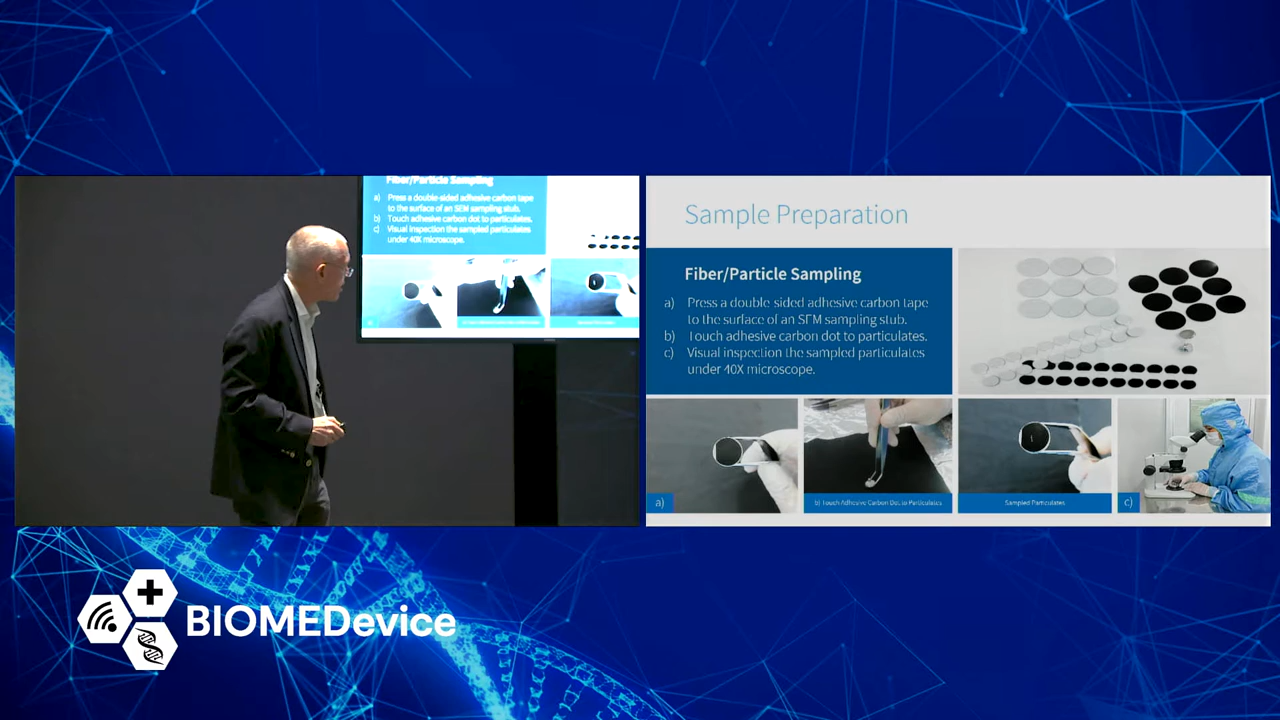 Fiber/Particle Sampling
a) Press a double-sided adhesive carbon tape
to the surface of an SEM sampling stub.
b) Touch adhesive carbon dot to particulates.
c) Visual inspection the sampled particulates
under 40X microscope.
Sample Preparation
Fiber/Particle Sampling
a) Press a double-sided adhesive carbon tape
to the surface of an SEM sampling stub.
b) Touch adhesive carbon dot to particulates.
c) Visual inspection the sampled particulates
under 40X microscope.
a)
b) Touch Adhesive Carbon Dot to Particulates
Sampled Particulates
c)
BIOMEDevice